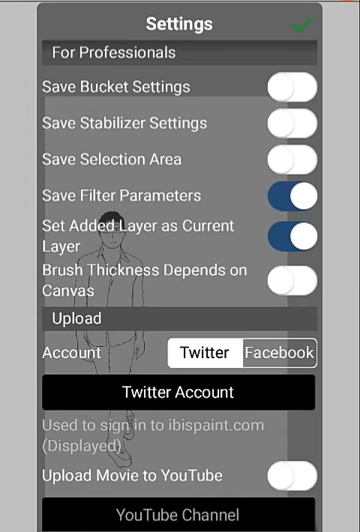 Settings
For Professionals
Save Bucket Settings
Save Stabilizer Settings
Save Selection Area
Save Filter Parameters
Set Added Layer as Current
Layer
Brush Thickness Depends on
Canvas
Upload
Account Twitter Facebook
Twitter Account
Used to sign in to ibispaint.com
(Displayed)
Upload Movie to YouTube
YouTube Channel